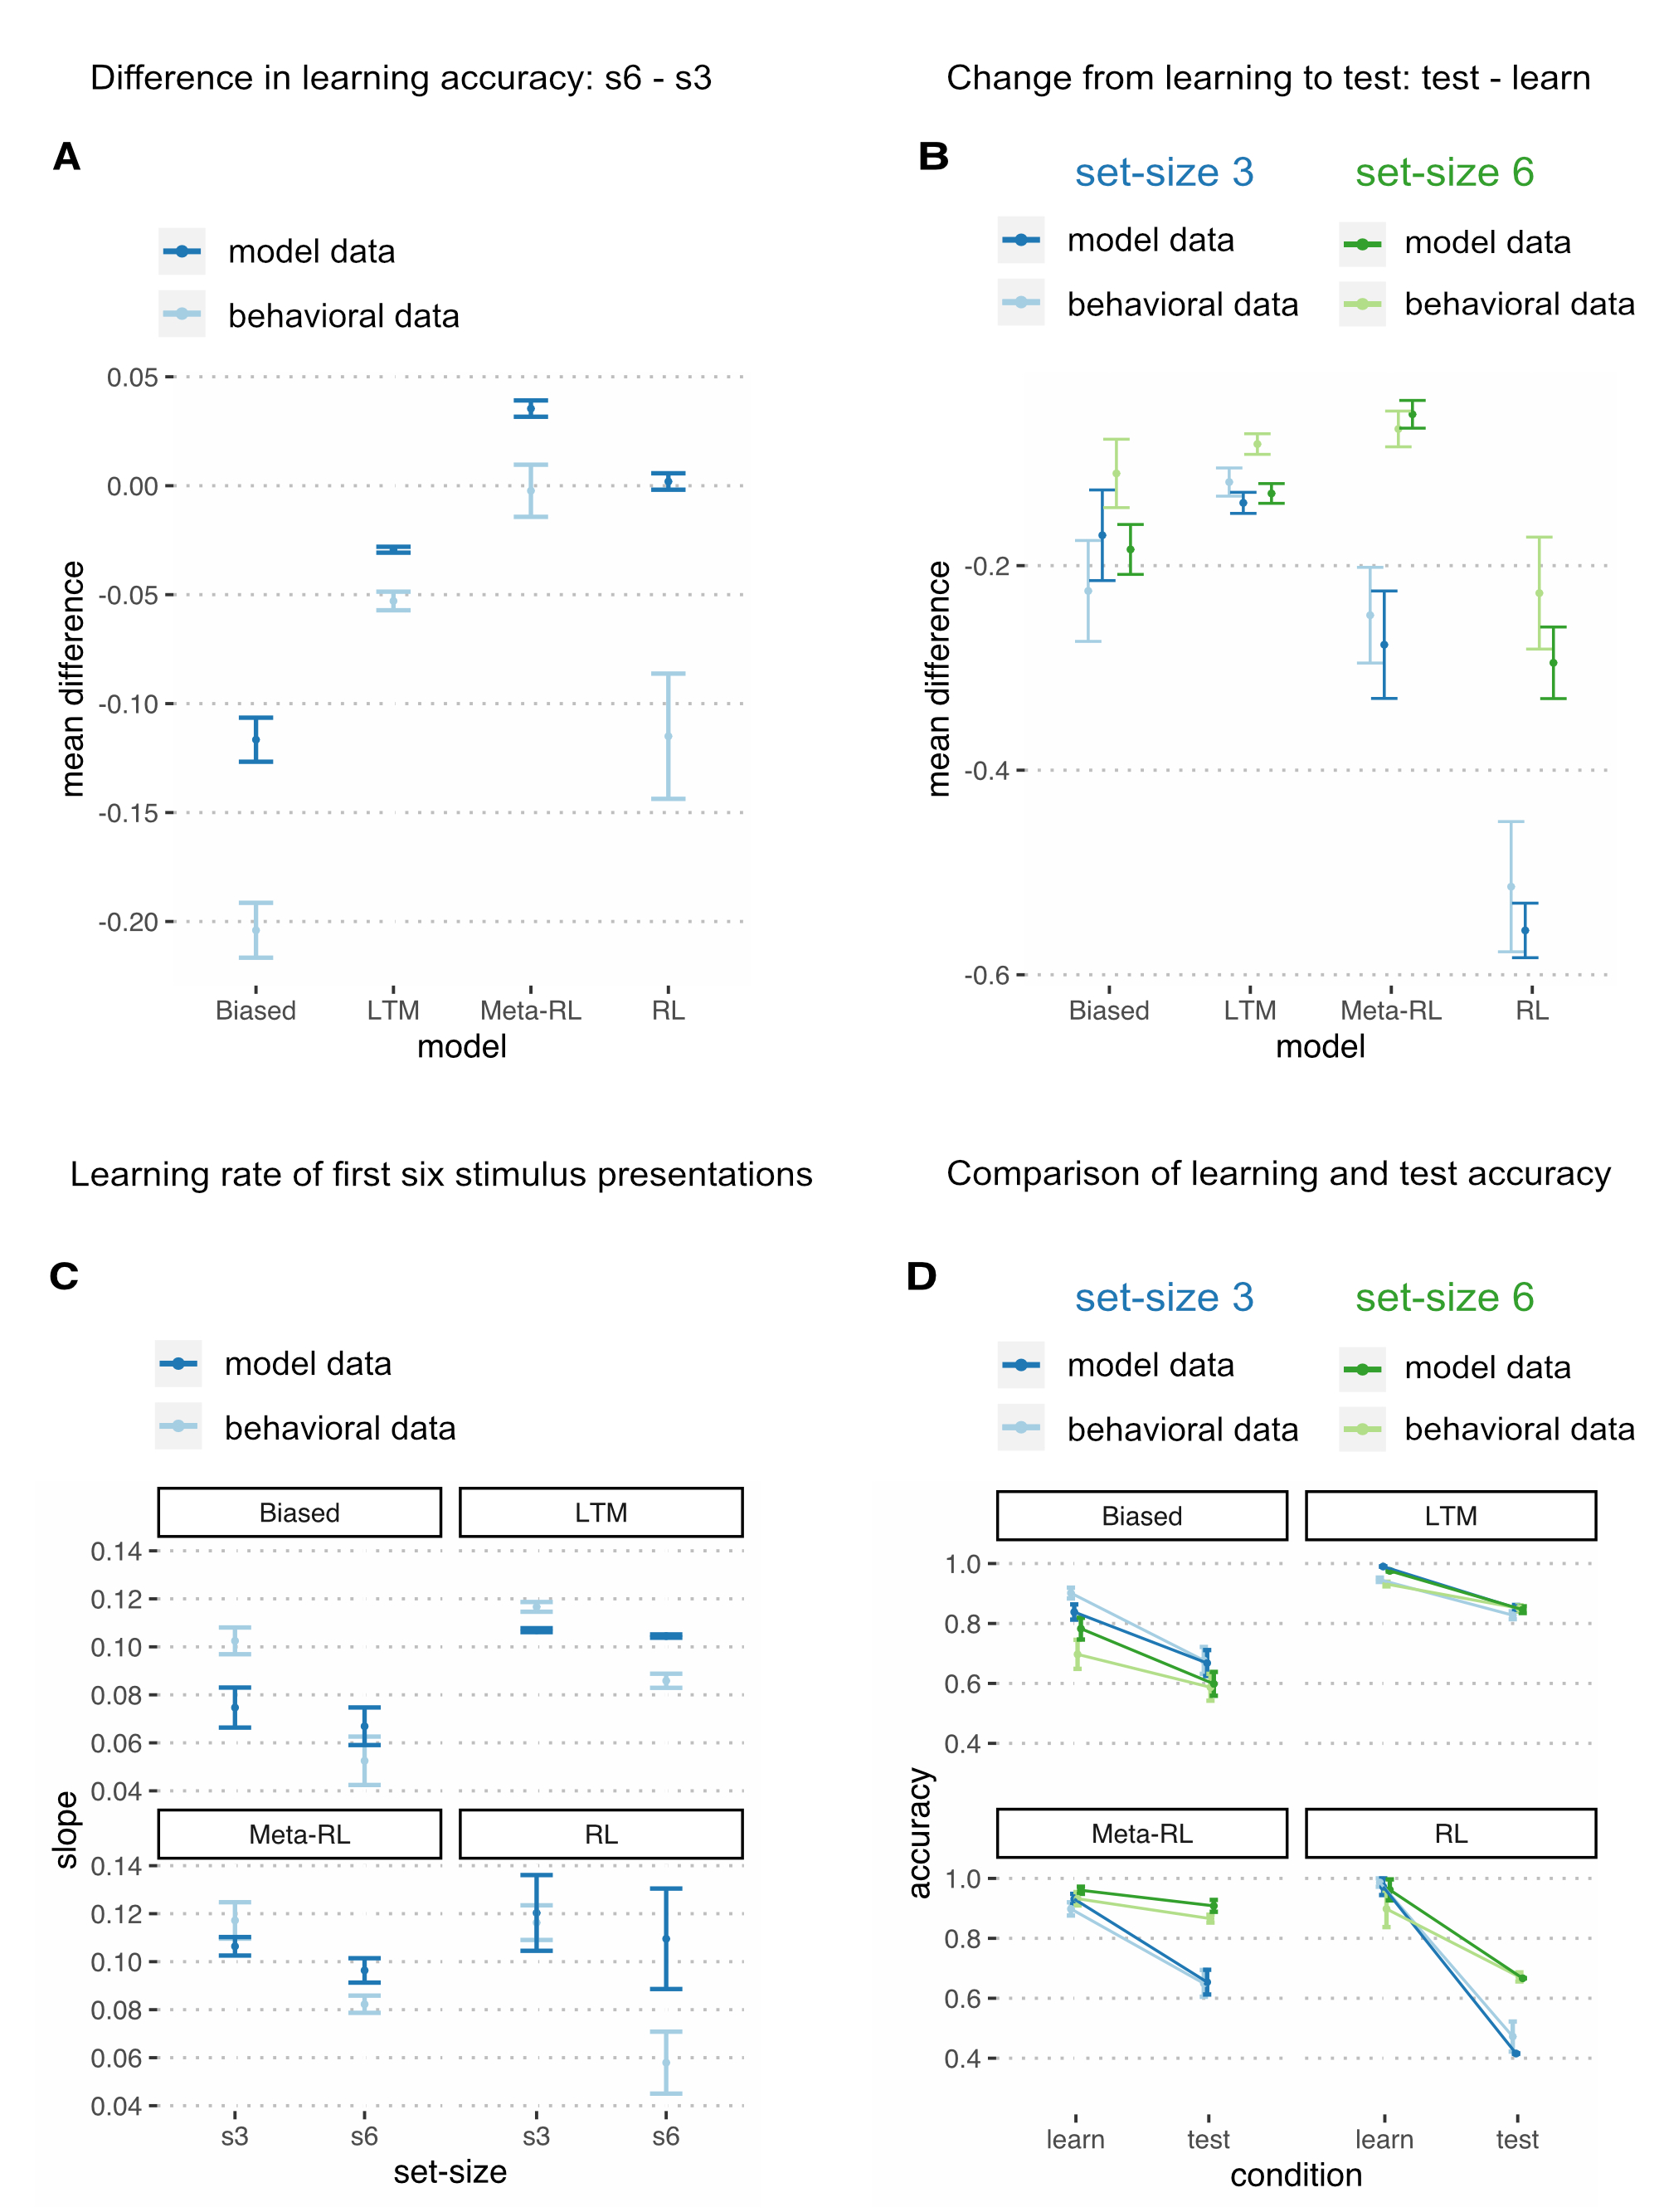 Difference in learning accuracy: s6 - s3
A
model data
behavioral data
0.05
0.00
-0.05
-0.10
-0.15
-0.20
mean difference
Biased LTM Meta-RL RL
model
Change from learning to test: test - learn
B
set-size 3 set-size 6
model data model data
behavioral data behavioral data
-0.2
-0.4
-0.6
mean difference
Biased LTM Meta-RL RL
model
Learning rate of first six stimulus presentations
C
model data
behavioral data
Biased LTM
0.14
0.12
0.10
0.08
0.06
0.04
slope
Meta-RL RL
0.14
0.12
0.10
0.08
0.06
0.04
s3 s6 s3 s6
set-size
Comparison of learning and test accuracy
D
set-size 3 set-size 6
model data model data
behavioral data behavioral data
Biased LTM
1.0
0.8
0.6
0.4
accuracy
Meta-RL RL
1.0
0.8
0.6
0.4
learn test learn test
condition